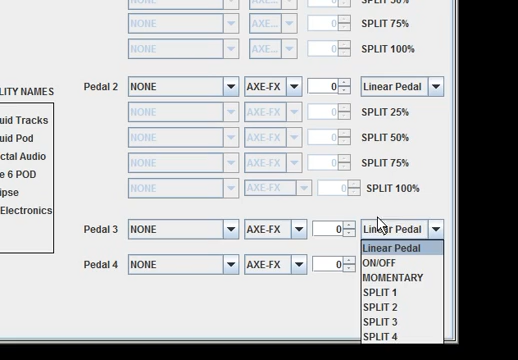 NONE AXE... 0 SPLIT 50%
NONE AXE... 0 SPLIT 75%
NONE AXE... 0 SPLIT 100%
Pedal 2 NONE AXE-FX 0 Linear Pedal
LITY NAMES
NONE AXE-FX 0 SPLIT 25%
uid Tracks
NONE AXE-FX 0 SPLIT 50%
uid Pod
ctal Audio
NONE AXE-FX 0 SPLIT 75%
e 6 POD
NONE AXE-FX 0 SPLIT 100%
ipse
Electronics
Pedal 3 NONE AXE-FX 0 Linear Pedal
Linear Pedal
Pedal 4 NONE AXE-FX 0
ON/OFF
MOMENTARY
SPLIT 1
SPLIT 2
SPLIT 3
SPLIT 4